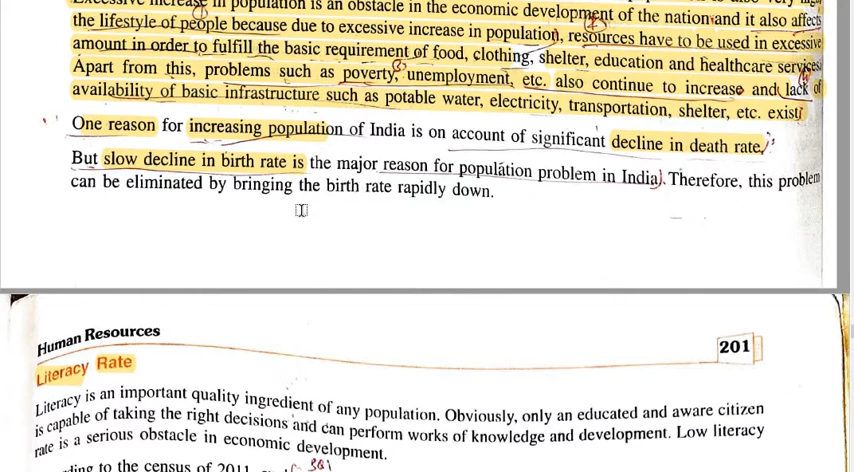 Excessive increase in population is an obstacle in the economic development of the nation and it also affects
the lifestyle of people because due to excessive increase in population, resources have to be used in excessive
amount in order to fulfill the basic requirement of food, clothing, shelter, education and healthcare services.
Apart from this, problems such as poverty, unemployment, etc. also continue to increase and lack of
availability of basic infrastructure such as potable water, electricity, transportation, shelter, etc. exist
One reason for increasing population of India is on account of significant decline in death rate.
But slow decline in birth rate is the major reason for population problem in India. Therefore, this problem
can be eliminated by bringing the birth rate rapidly down.
Human Resources
201
Literacy Rate
Literacy is an important quality ingredient of any population. Obviously, only an educated and aware citizen
is capable of taking the right decisions and can perform works of knowledge and development. Low literacy
rate is a serious obstacle in economic development.
to the census of 2011